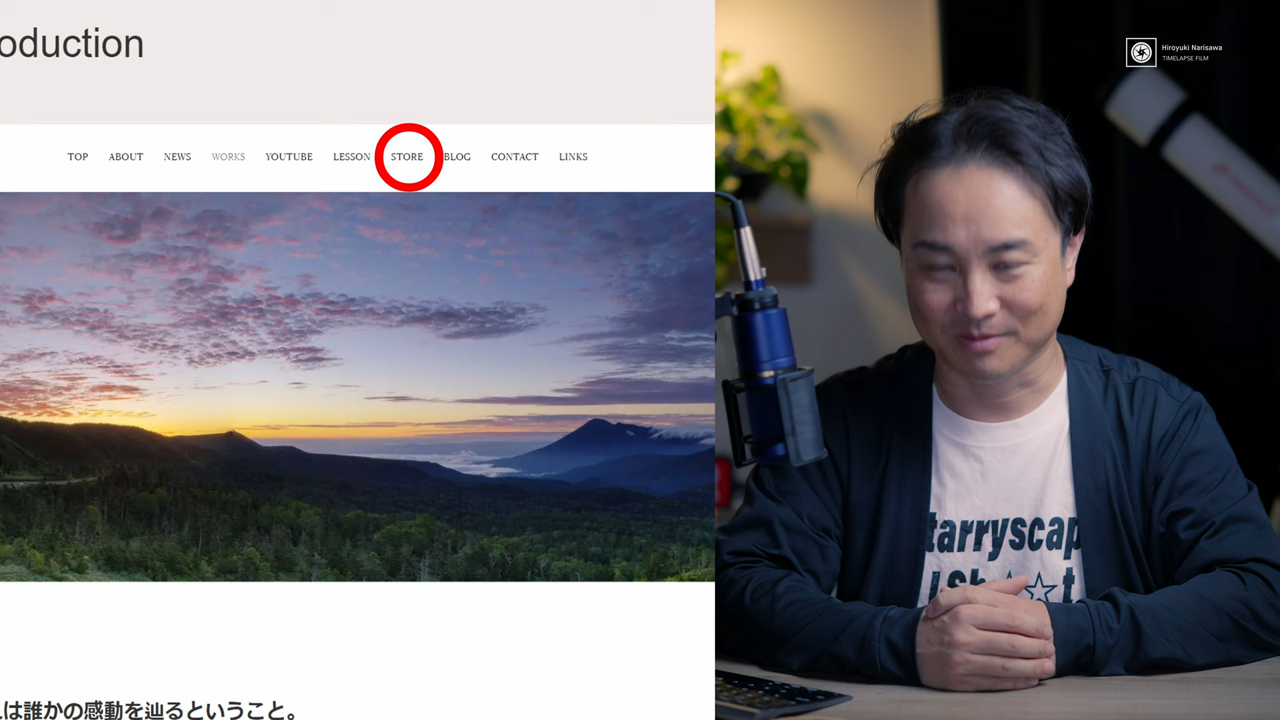 oduction
TOP ABOUT NEWS WORKS YOUTUBE LESSON STORE BLOG CONTACT LINKS
は誰かの感動を辿るということ。
Hiroyuki Narisawa
TIMELAPSE FILM
tarryscap